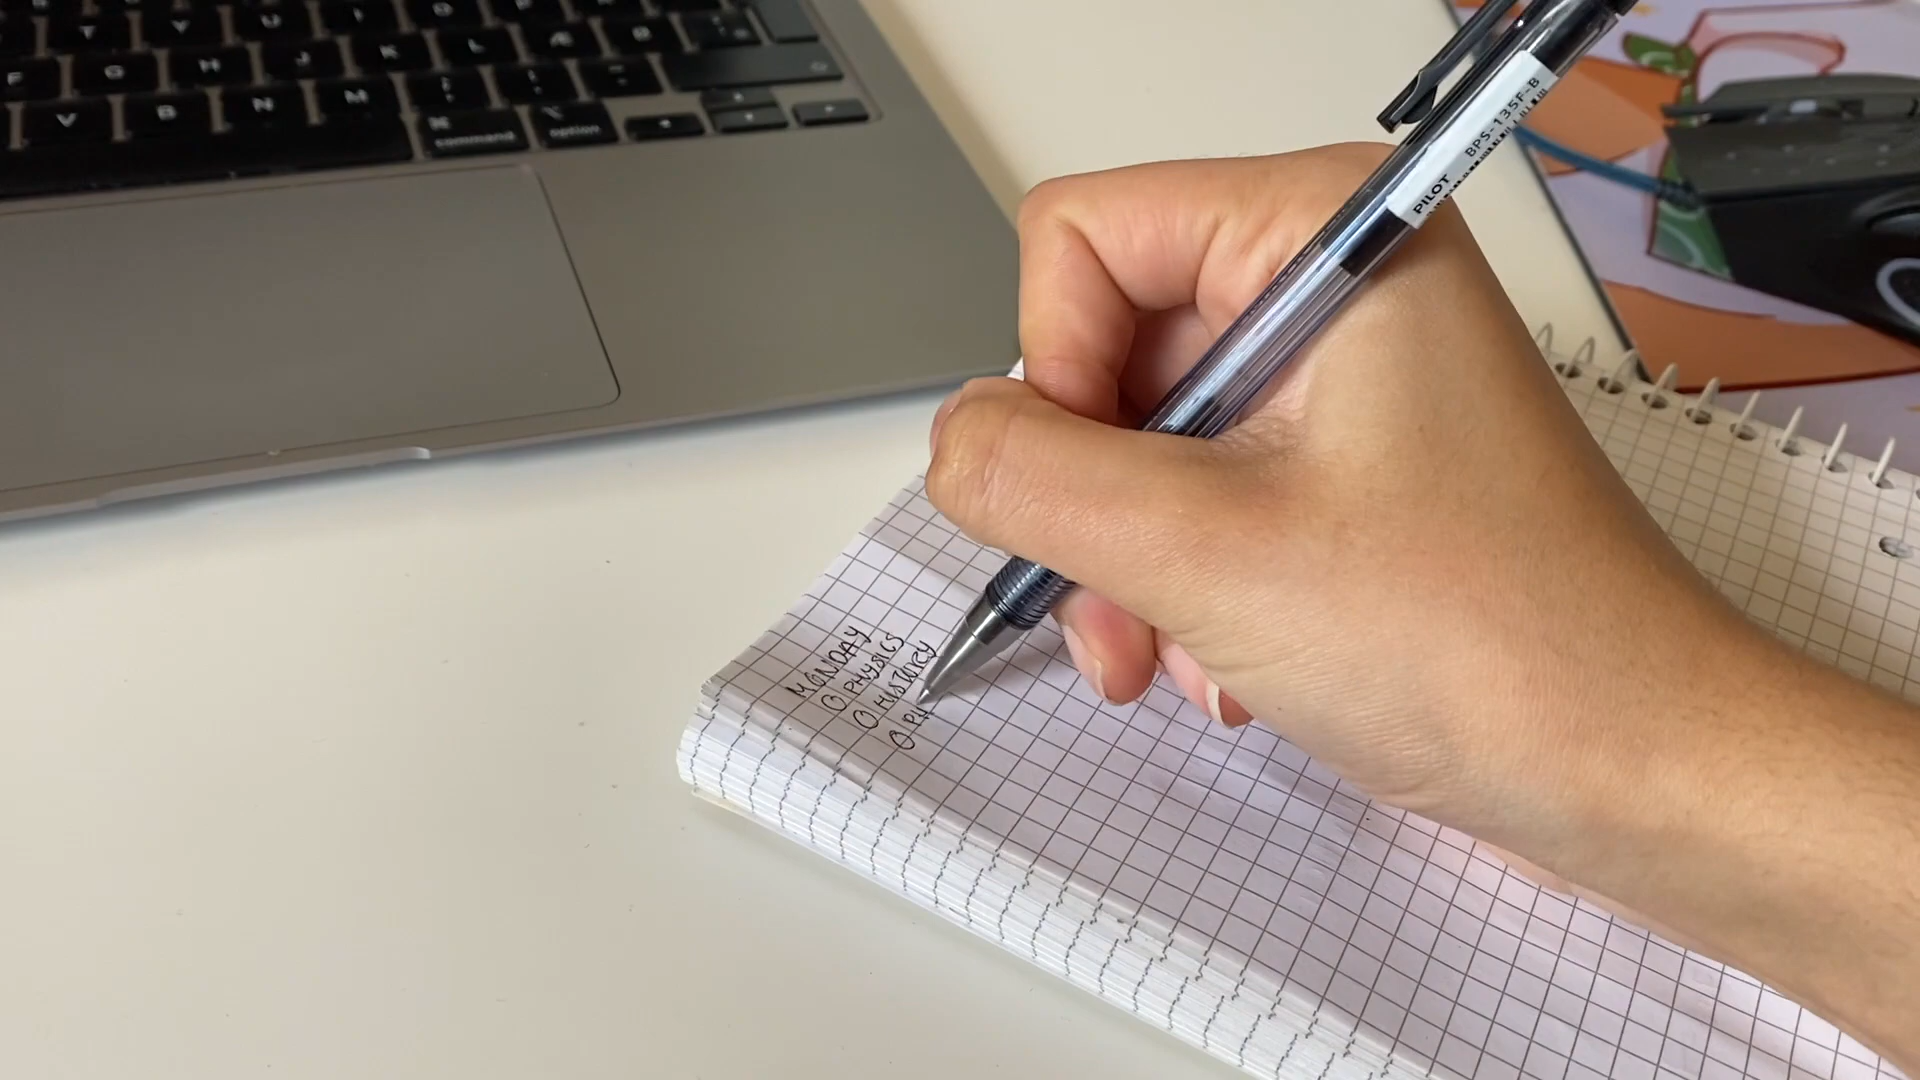 MONDAY
O PHYSICS
O HISTORY
O PH
PILOT BPS-135F-B
Y U
G H J K L Æ Ø
F
V B N M ; :
command
option
⌘
⌥